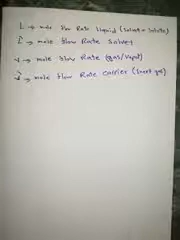 L → mole flow Rate liquid (solvent + solute)
L̂ → mole flow Rate solvent
V → mole flow Rate (gas/vapor)
V̂ → mole flow Rate carrier (inert gas)